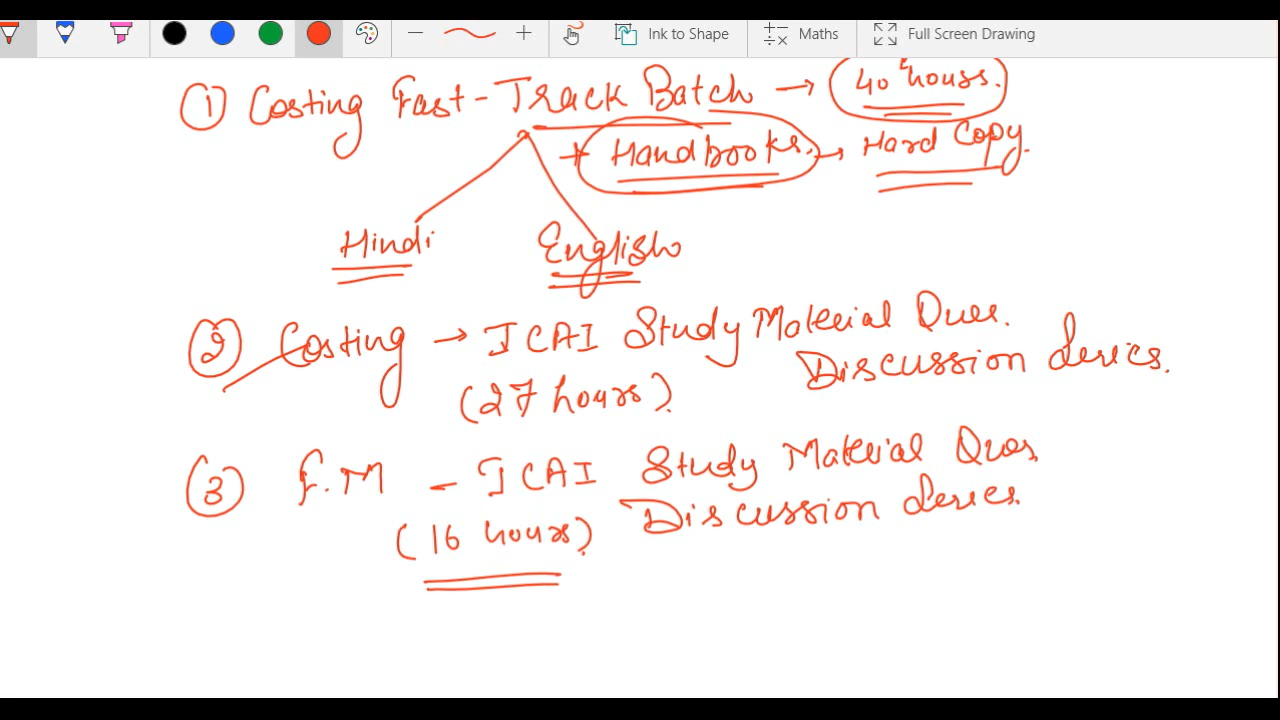 Ink to Shape Maths Full Screen Drawing
① Costing Fast-Track Batch → 40 hours.
+ Handbooks. → Hard Copy.
Hindi English
② Costing → ICAI Study Material Ques.
Discussion Series.
(27 hours)
③ F.M - ICAI Study Material Ques
Discussion Series.
(16 hours)